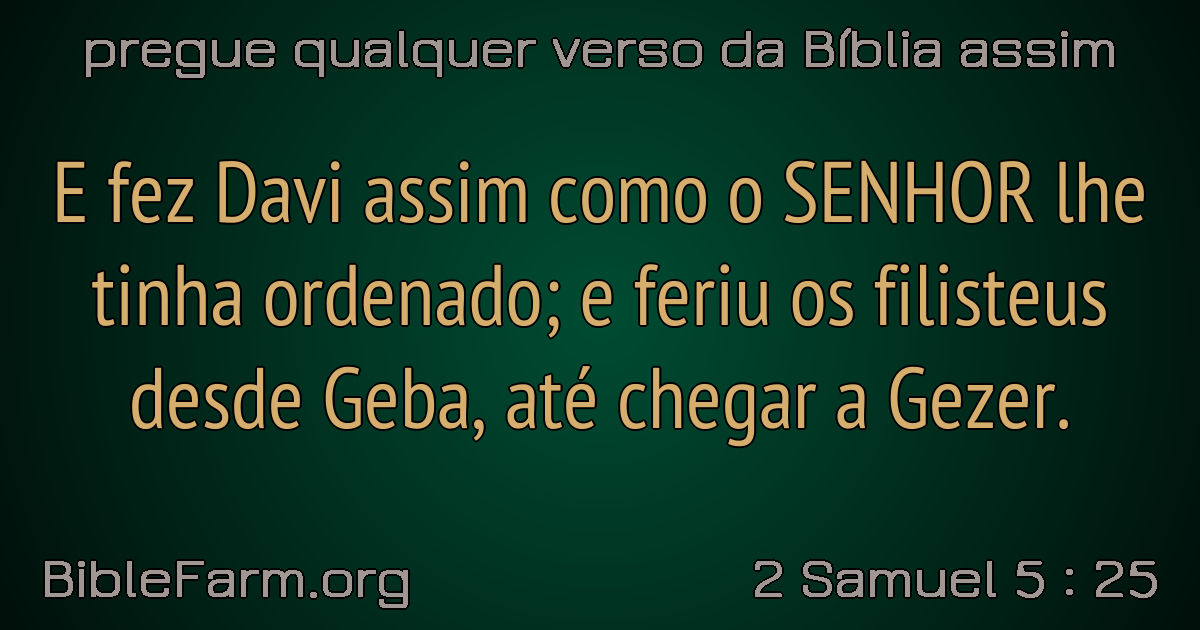 pregue qualquer verso da Bíblia assim
E fez Davi assim como o SENHOR lhe
tinha ordenado; e feriu os filisteus
desde Geba, até chegar a Gezer.
BibleFarm.org
2 Samuel 5 : 25